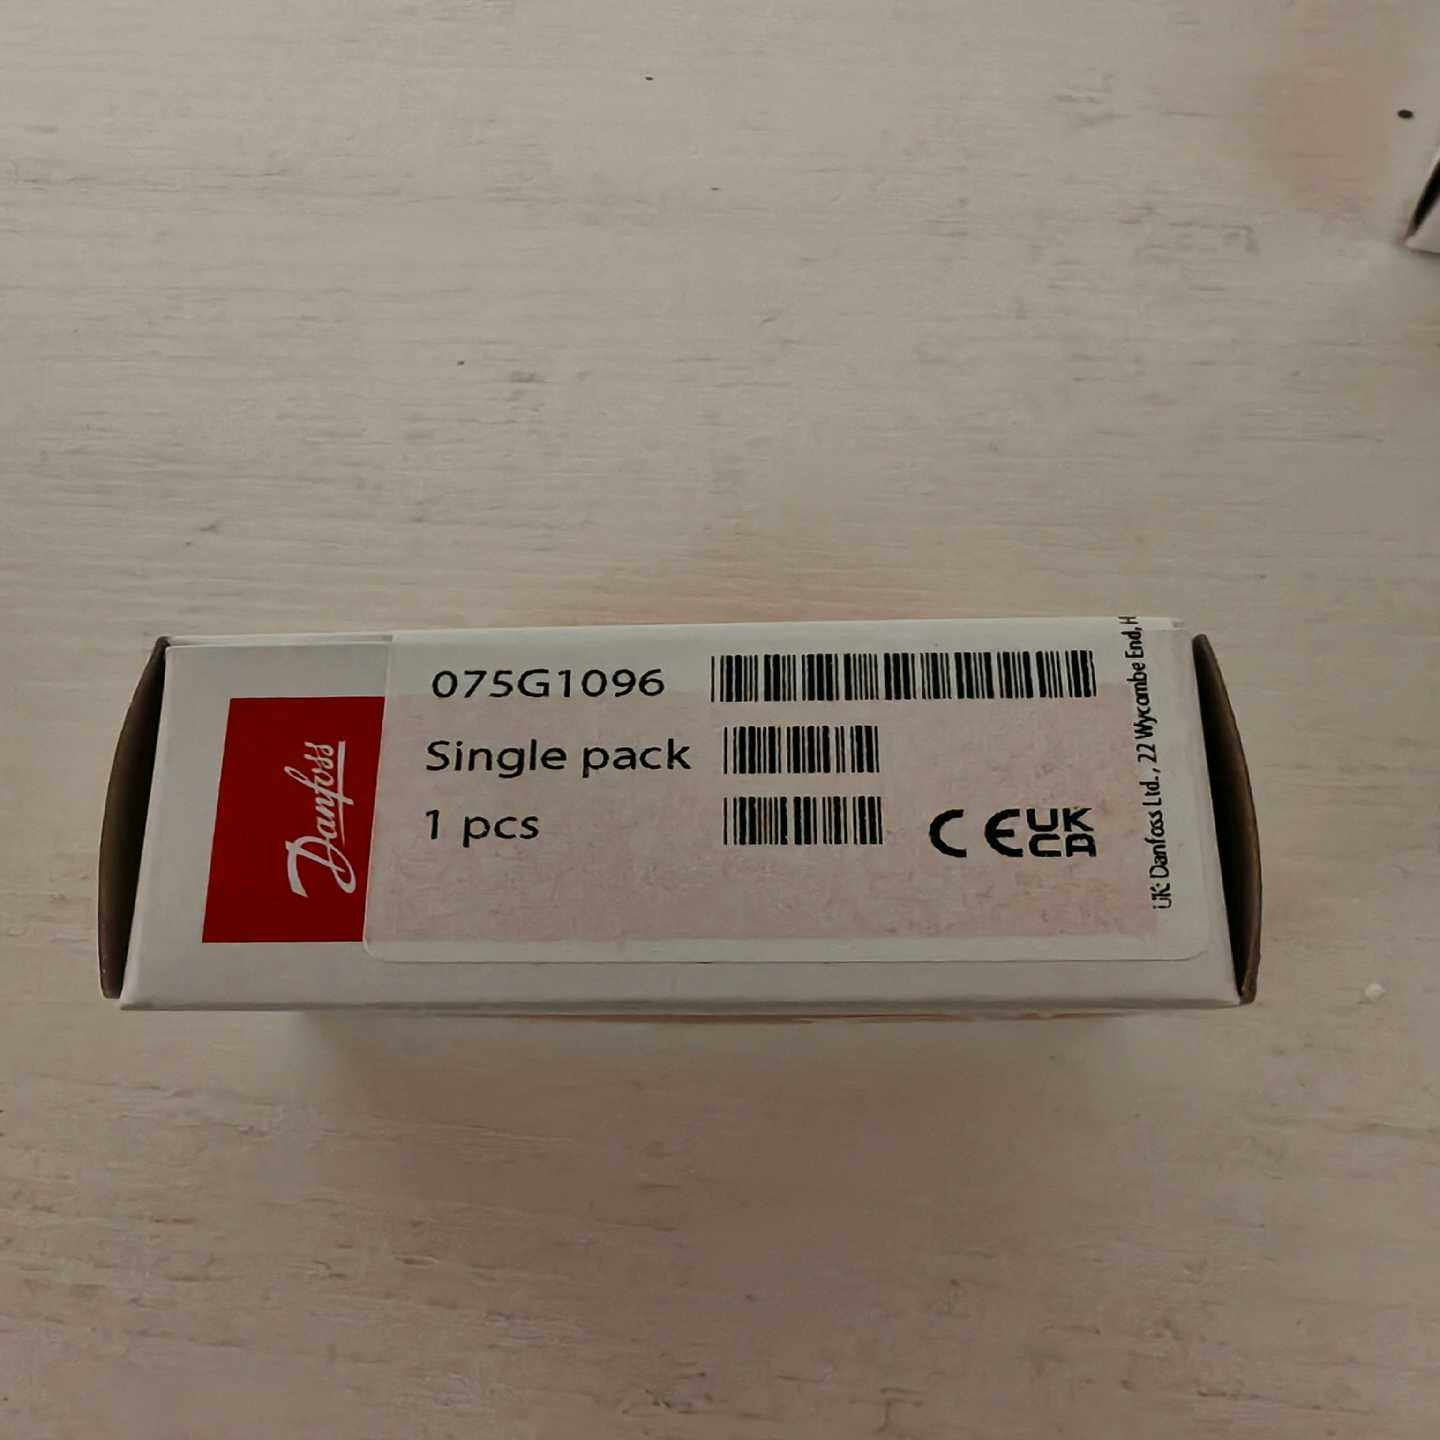 Danfoss
075G1096
Single pack
1 pcs
CE UK
CA
UK: Danfoss Ltd., 22 Wycombe End, H